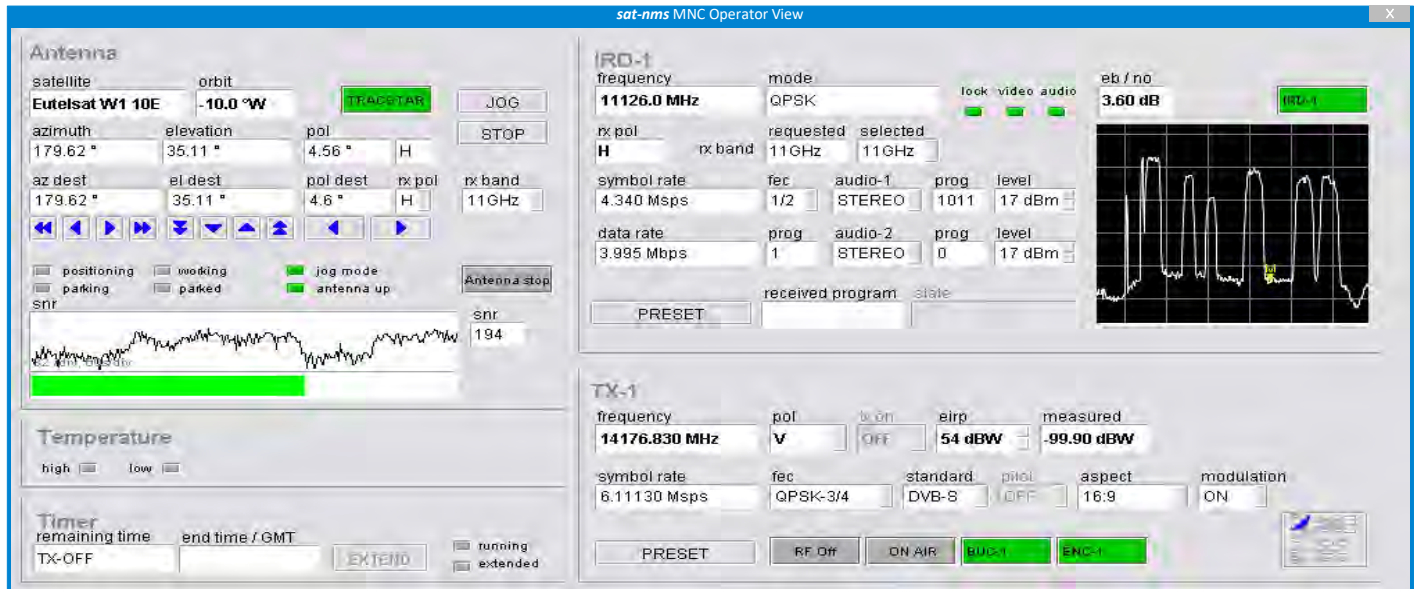 sat-nms MNC Operator View X
Antenna
satellite orbit
Eutelsat W1 10E -10.0 °W TRACSTAR JOG
azimuth elevation pol STOP
179.62 ° 35.11 ° 4.56 ° H
az dest el dest pol dest rx pol rx band
179.62 ° 35.11 ° 4.6 ° H 11GHz
positioning working jog mode Antenna stop
parking parked antenna up
snr snr
194
Temperature
high low
Timer
remaining time end time / GMT running
TX-OFF EXTEND extended
IRD-1
frequency mode lock video audio eb / no
11126.0 MHz QPSK 3.60 dB IRD-1
rx pol rx band requested selected
H 11GHz 11GHz
symbol rate fec audio-1 prog level
4.340 Msps 1/2 STEREO 1011 17 dBm
data rate prog audio-2 prog level
3.995 Mbps 1 STEREO 0 17 dBm
received program state
PRESET
TX-1
frequency pol tx on eirp measured
14176.830 MHz V OFF 54 dBW -99.90 dBW
symbol rate fec standard pilot aspect modulation
6.11130 Msps QPSK-3/4 DVB-S OFF 16:9 ON
PRESET RF Off ON AIR BUC-1 ENC-1